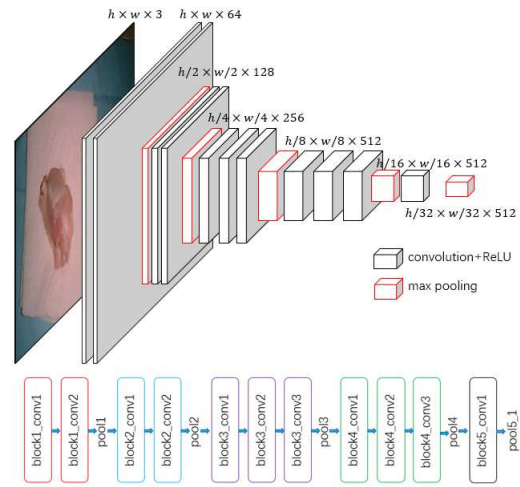 h × w × 3
h × w × 64
h/2 × w/2 × 128
h/4 × w/4 × 256
h/8 × w/8 × 512
h/16 × w/16 × 512
h/32 × w/32 × 512
convolution+ReLU
max pooling
block1_conv1
block1_conv2
pool1
block2_conv1
block2_conv2
pool2
block3_conv1
block3_conv2
block3_conv3
pool3
block4_conv1
block4_conv2
block4_conv3
pool4
block5_conv1
pool5_1